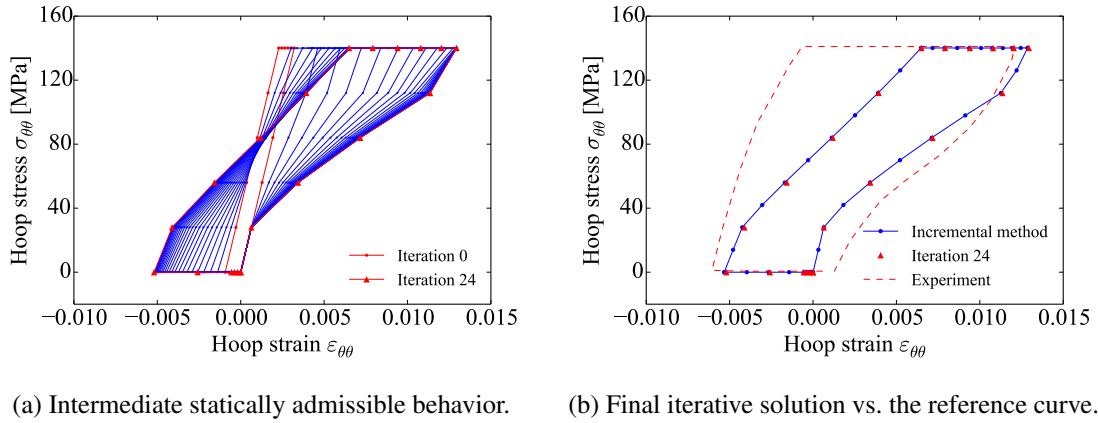 160
120
80
40
0
Hoop stress σθθ [MPa]
−0.010 −0.005 0.000 0.005 0.010 0.015
Hoop strain εθθ
Iteration 0
Iteration 24
(a) Intermediate statically admissible behavior.
160
120
80
40
0
Hoop stress σθθ [MPa]
−0.010 −0.005 0.000 0.005 0.010 0.015
Hoop strain εθθ
Incremental method
Iteration 24
Experiment
(b) Final iterative solution vs. the reference curve.